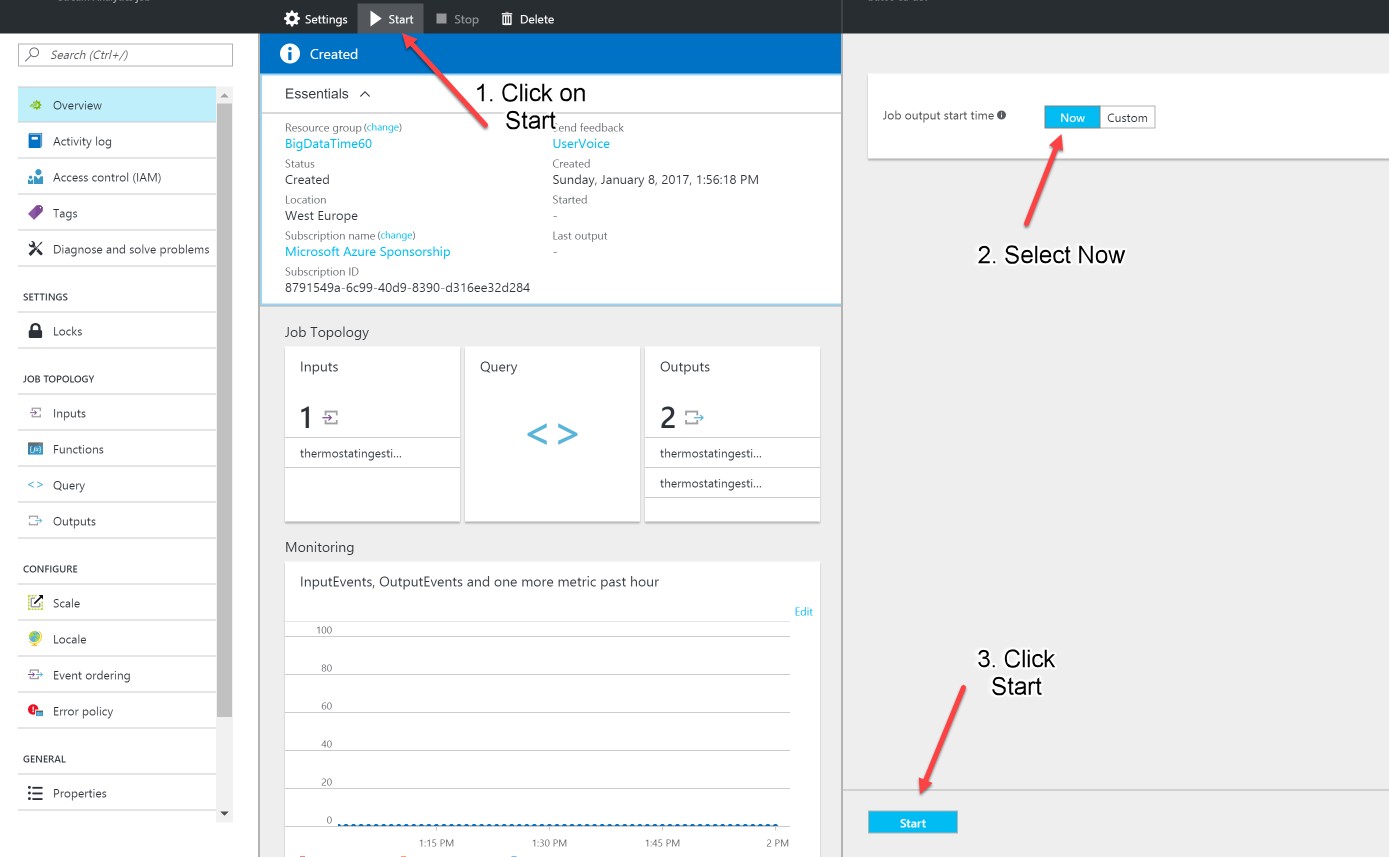 Settings
Start
Stop
Delete
Search (Ctrl+/)
Overview
Activity log
Access control (IAM)
Tags
Diagnose and solve problems
SETTINGS
Locks
JOB TOPOLOGY
Inputs
Functions
Query
Outputs
CONFIGURE
Scale
Locale
Event ordering
Error policy
GENERAL
Properties
Created
Essentials
1. Click on
Start
Resource group (change)
BigDataTime60
Status
Created
Location
West Europe
Subscription name (change)
Microsoft Azure Sponsorship
Subscription ID
8791549a-6c99-40d9-8390-d316ee32d284
Send feedback
UserVoice
Created
Sunday, January 8, 2017, 1:56:18 PM
Started
-
Last output
-
Job Topology
Inputs
1
thermostatingesti...
Query
< >
Outputs
2
thermostatingesti...
thermostatingesti...
Monitoring
InputEvents, OutputEvents and one more metric past hour
Edit
100
80
60
40
20
0
1:15 PM
1:30 PM
1:45 PM
2 PM
Job output start time
Now
Custom
2. Select Now
3. Click
Start
Start